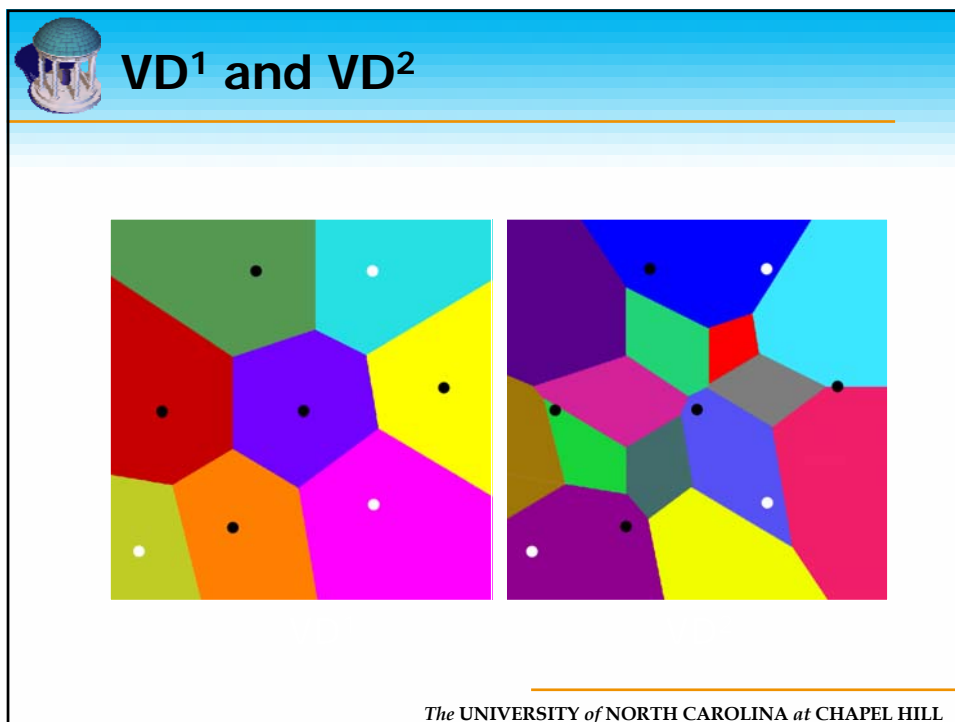 VD¹ and VD²
The UNIVERSITY of NORTH CAROLINA at CHAPEL HILL